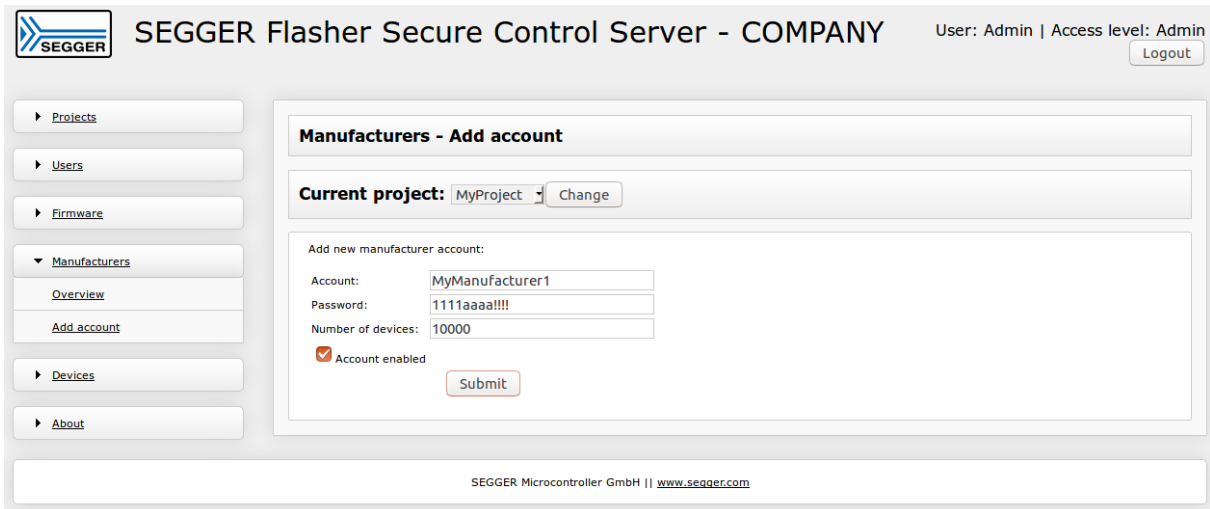 SEGGER
SEGGER Flasher Secure Control Server - COMPANY
User: Admin | Access level: Admin
Logout
Projects
Users
Firmware
Manufacturers
Overview
Add account
Devices
About
Manufacturers - Add account
Current project: MyProject Change
Add new manufacturer account:
Account: MyManufacturer1
Password: 1111aaaa!!!!
Number of devices: 10000
Account enabled
Submit
SEGGER Microcontroller GmbH || www.segger.com